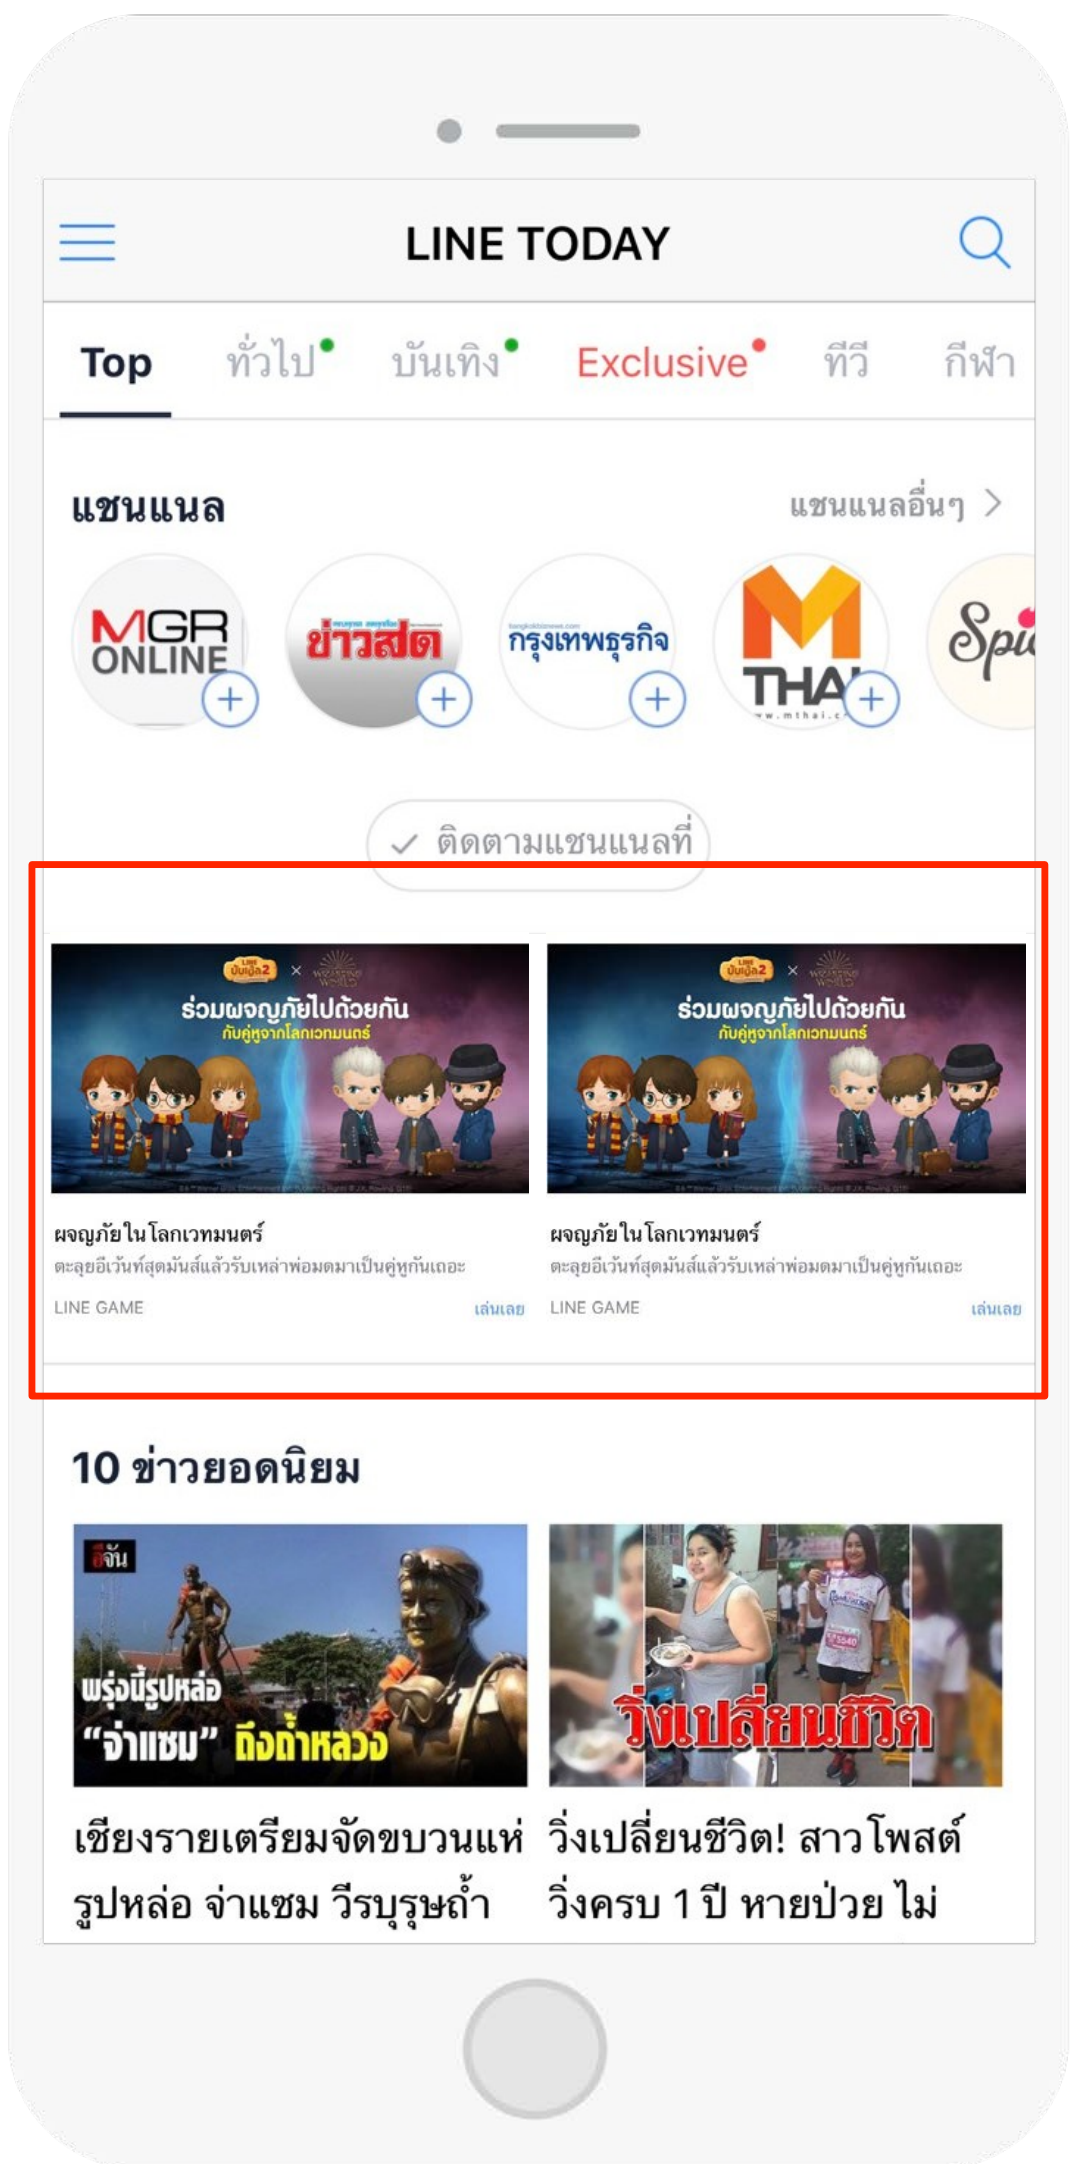 LINE TODAY
Top ทั่วไป บันเทิง Exclusive ทีวี กีฬา
แชนแนล
แชนแนลอื่นๆ
MGR ONLINE
ข่าวสด
bangkokbiznews.com
กรุงเทพธุรกิจ
M THAI
ติดตามแชนแนลที่
LINE ปั๊บเจ้ล2 × WIZARDING WORLD
ร่วมผจญภัยไปด้วยกัน
กับคู่หูจากโลกเวทมนตร์
ผจญภัยในโลกเวทมนตร์
ตะลุยอีเว้นท์สุดมันส์แล้วรับเหล่าพ่อมดมาเป็นคู่หูกันเถอะ
LINE GAME เล่นเลย
ร่วมผจญภัยไปด้วยกัน
กับคู่หูจากโลกเวทมนตร์
ผจญภัยในโลกเวทมนตร์
ตะลุยอีเว้นท์สุดมันส์แล้วรับเหล่าพ่อมดมาเป็นคู่หูกันเถอะ
LINE GAME เล่นเลย
10 ข่าวยอดนิยม
อีจัน
พรุ่งนี้รูปหล่อ
“จ่าแซม” ถึงถ้ำหลวง
เชียงรายเตรียมจัดขบวนแห่
รูปหล่อ จ่าแซม วีรบุรุษถ้ำ
วิ่งเปลี่ยนชีวิต
วิ่งเปลี่ยนชีวิต! สาวโพสต์
วิ่งครบ 1 ปี หายป่วย ไม่